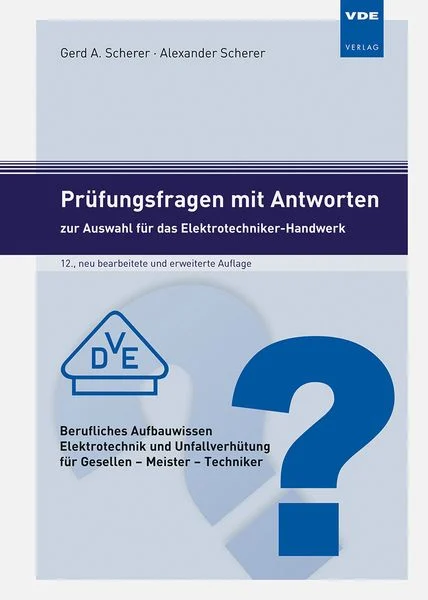 VDE
VERLAG
Gerd A. Scherer · Alexander Scherer
Prüfungsfragen mit Antworten
zur Auswahl für das Elektrotechniker-Handwerk
12., neu bearbeitete und erweiterte Auflage
DVE
Berufliches Aufbauwissen
Elektrotechnik und Unfallverhütung
für Gesellen – Meister – Techniker
?